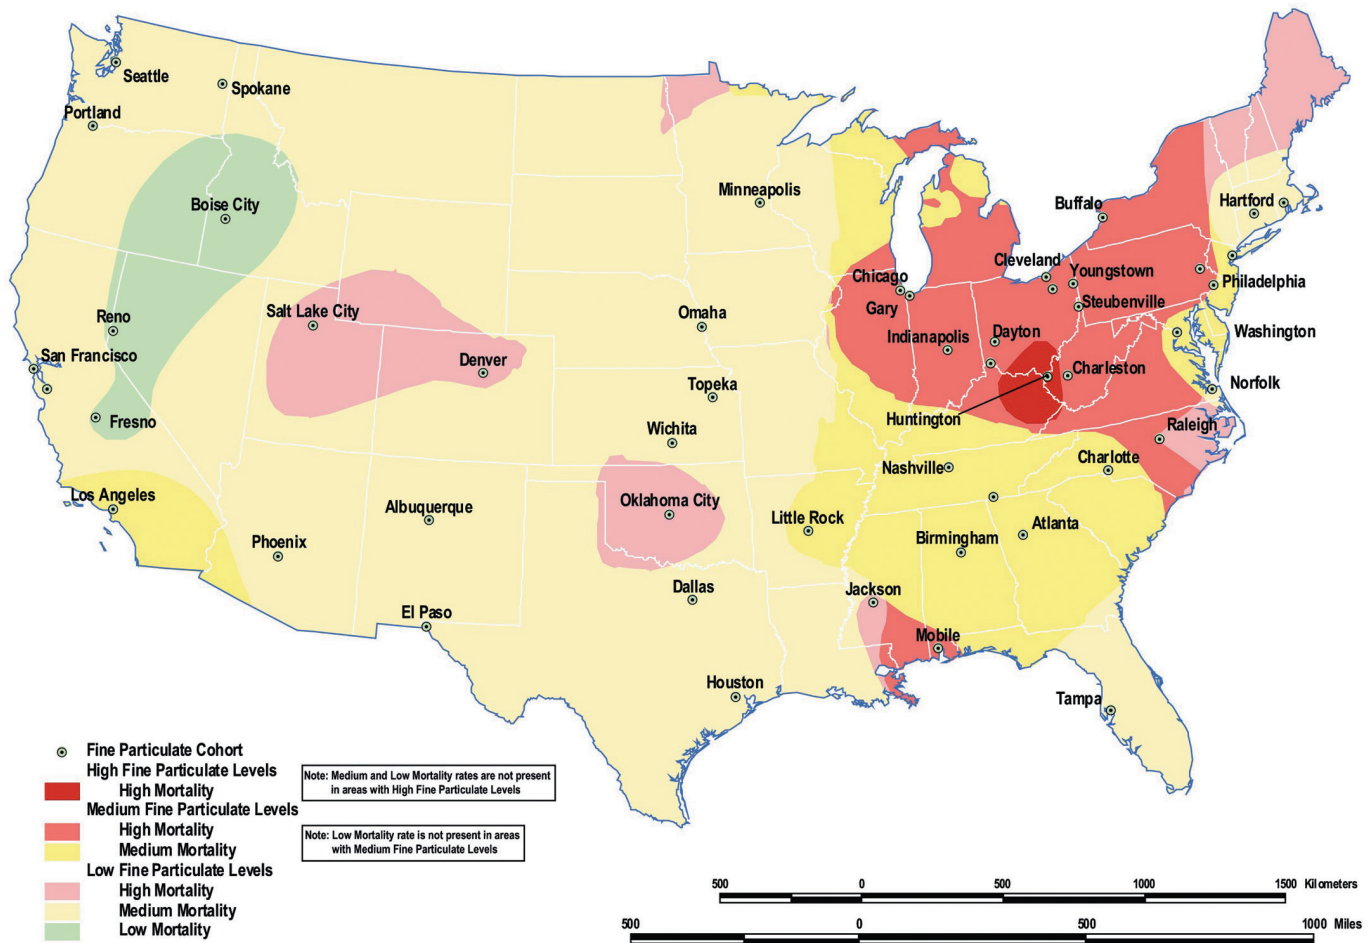 Seattle
Spokane
Portland
Boise City
Minneapolis
Buffalo
Hartford
Cleveland
Youngstown
Chicago
Philadelphia
Gary
Steubenville
Salt Lake City
Reno
Omaha
Indianapolis
Dayton
Washington
San Francisco
Denver
Charleston
Topeka
Norfolk
Fresno
Huntington
Wichita
Raleigh
Nashville
Charlotte
Los Angeles
Oklahoma City
Albuquerque
Little Rock
Atlanta
Phoenix
Birmingham
Dallas
Jackson
El Paso
Mobile
Houston
Tampa
Fine Particulate Cohort
High Fine Particulate Levels
High Mortality
Note: Medium and Low Mortality rates are not present
in areas with High Fine Particulate Levels
Medium Fine Particulate Levels
High Mortality
Medium Mortality
Note: Low Mortality rate is not present in areas
with Medium Fine Particulate Levels
Low Fine Particulate Levels
High Mortality
Medium Mortality
Low Mortality
500 0 500 1000 1500 Kilometers
500 0 500 1000 Miles